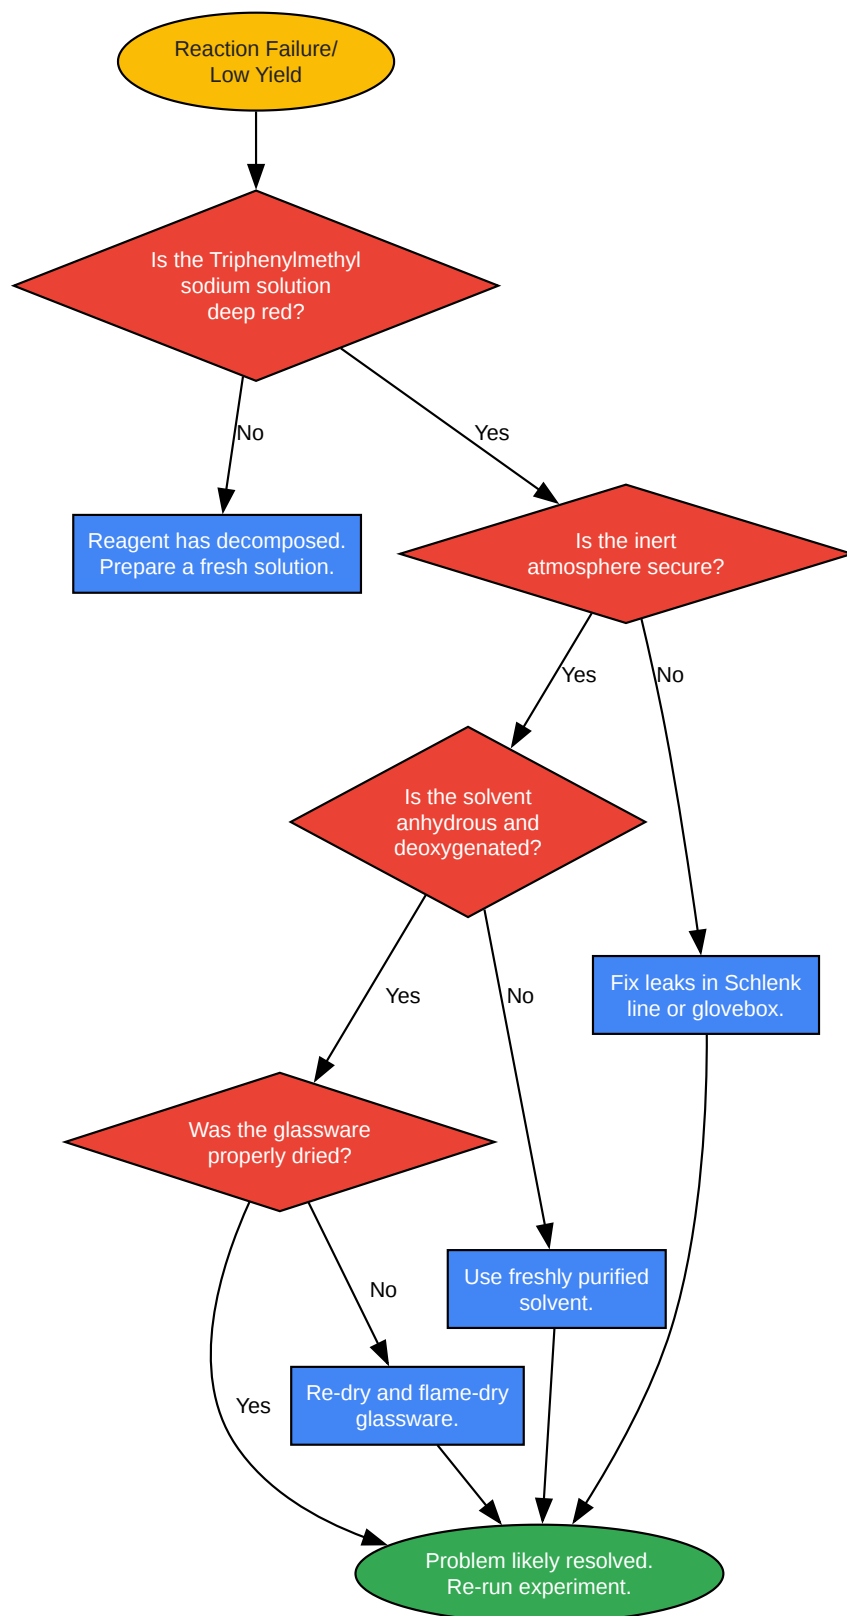 Reaction Failure/
Low Yield
Is the Triphenylmethyl
sodium solution
deep red?
No
Yes
Reagent has decomposed.
Prepare a fresh solution.
Is the inert
atmosphere secure?
Yes
No
Is the solvent
anhydrous and
deoxygenated?
Yes
No
Fix leaks in Schlenk
line or glovebox.
Was the glassware
properly dried?
No
Use freshly purified
solvent.
Yes
Re-dry and flame-dry
glassware.
Problem likely resolved.
Re-run experiment.